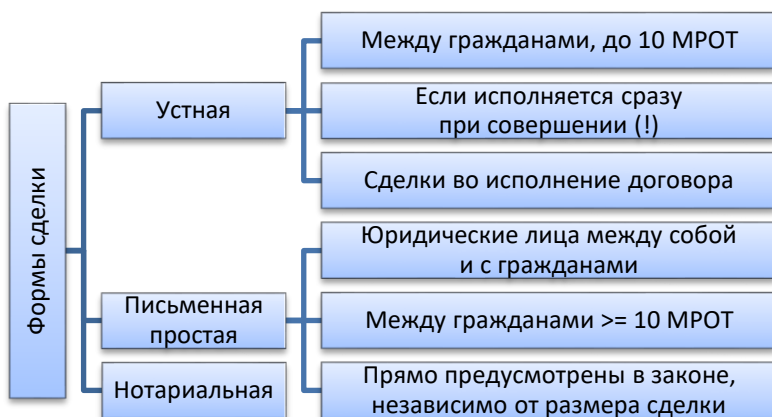 Формы сделки
Устная
Между гражданами, до 10 МРОТ
Если исполняется сразу
при совершении (!)
Сделки во исполнение договора
Письменная
простая
Юридические лица между собой
и с гражданами
Между гражданами >= 10 МРОТ
Прямо предусмотрены в законе,
независимо от размера сделки
Нотариальная